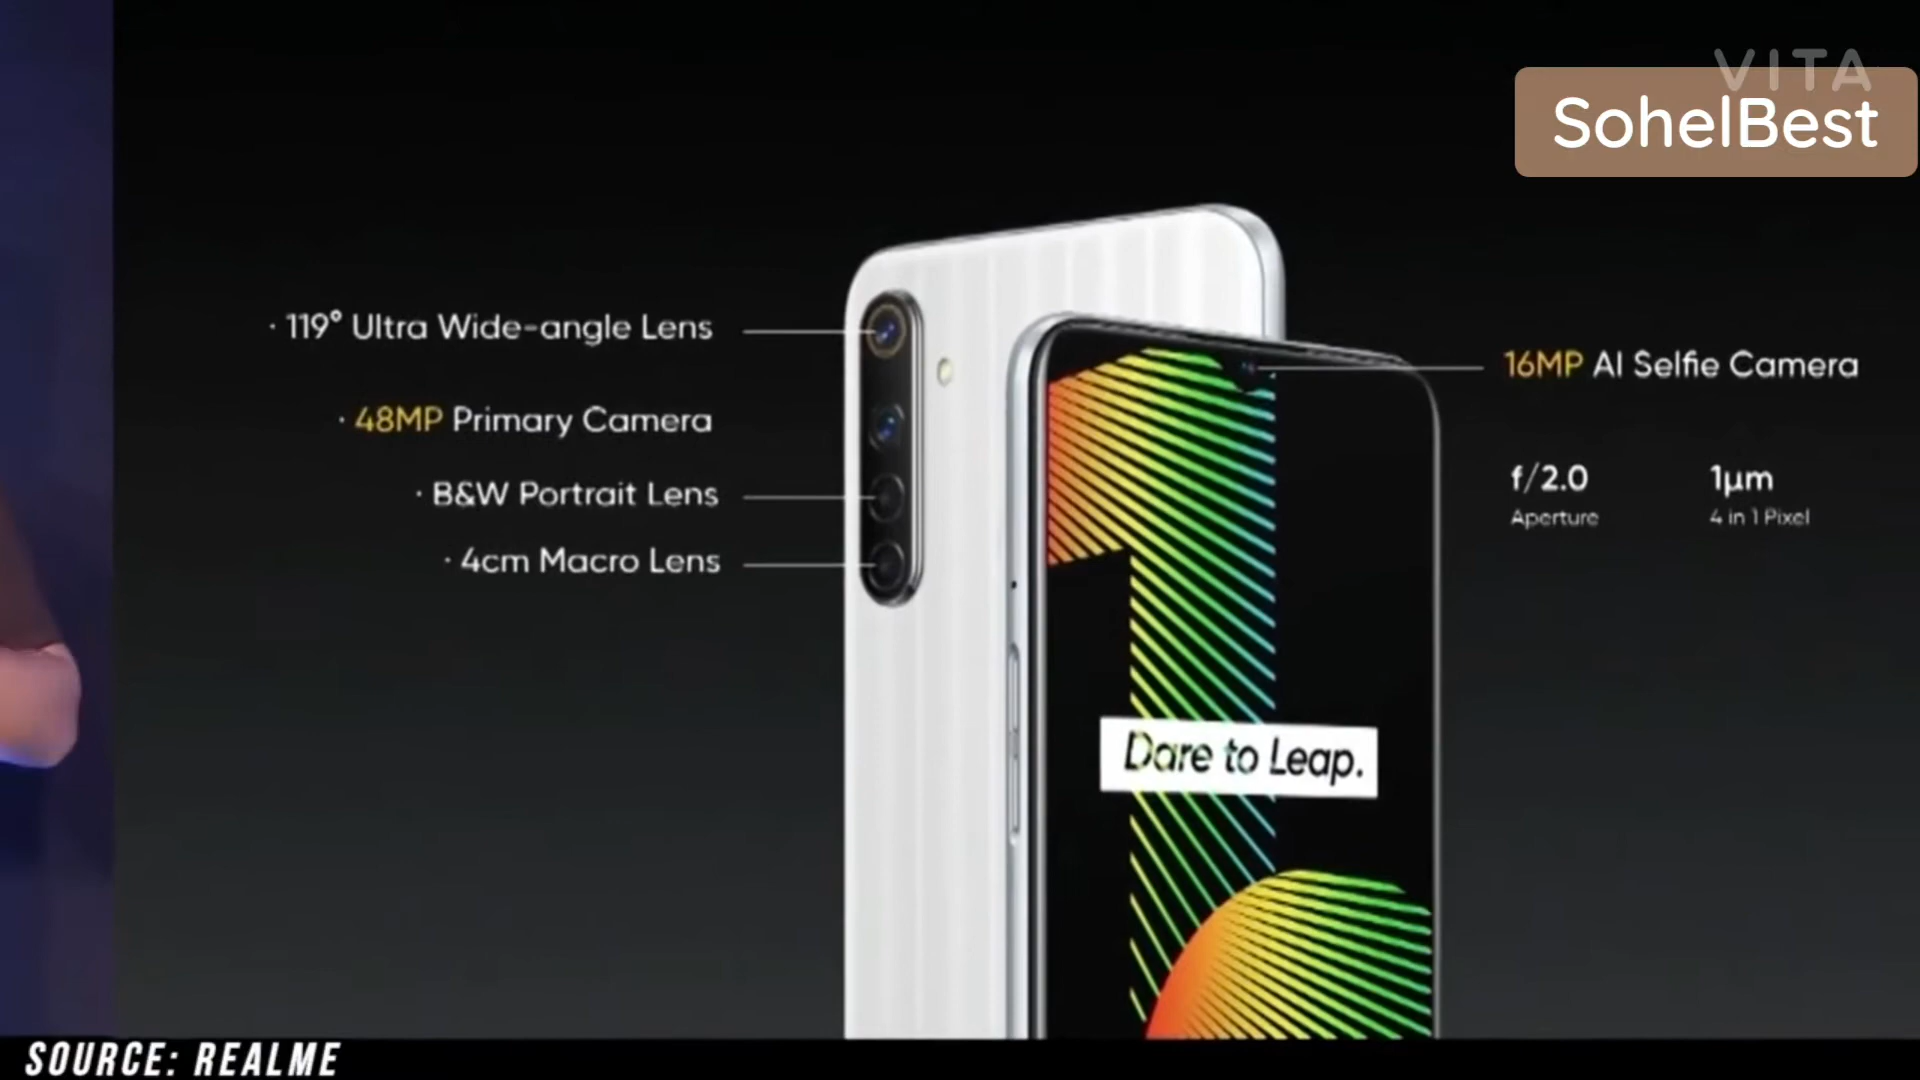 VITA
SohelBest
· 119° Ultra Wide-angle Lens
· 48MP Primary Camera
· B&W Portrait Lens
· 4cm Macro Lens
16MP AI Selfie Camera
f/2.0
Aperture
1µm
4 in 1 Pixel
Dare to Leap.
SOURCE: REALME